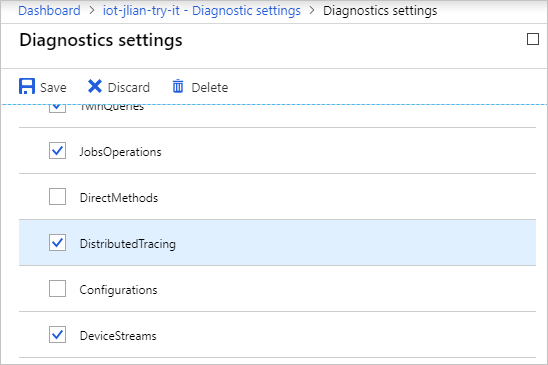 Dashboard > iot-jlian-try-it - Diagnostic settings > Diagnostics settings
Diagnostics settings
Save Discard Delete
TwinQueries
JobsOperations
DirectMethods
DistributedTracing
Configurations
DeviceStreams